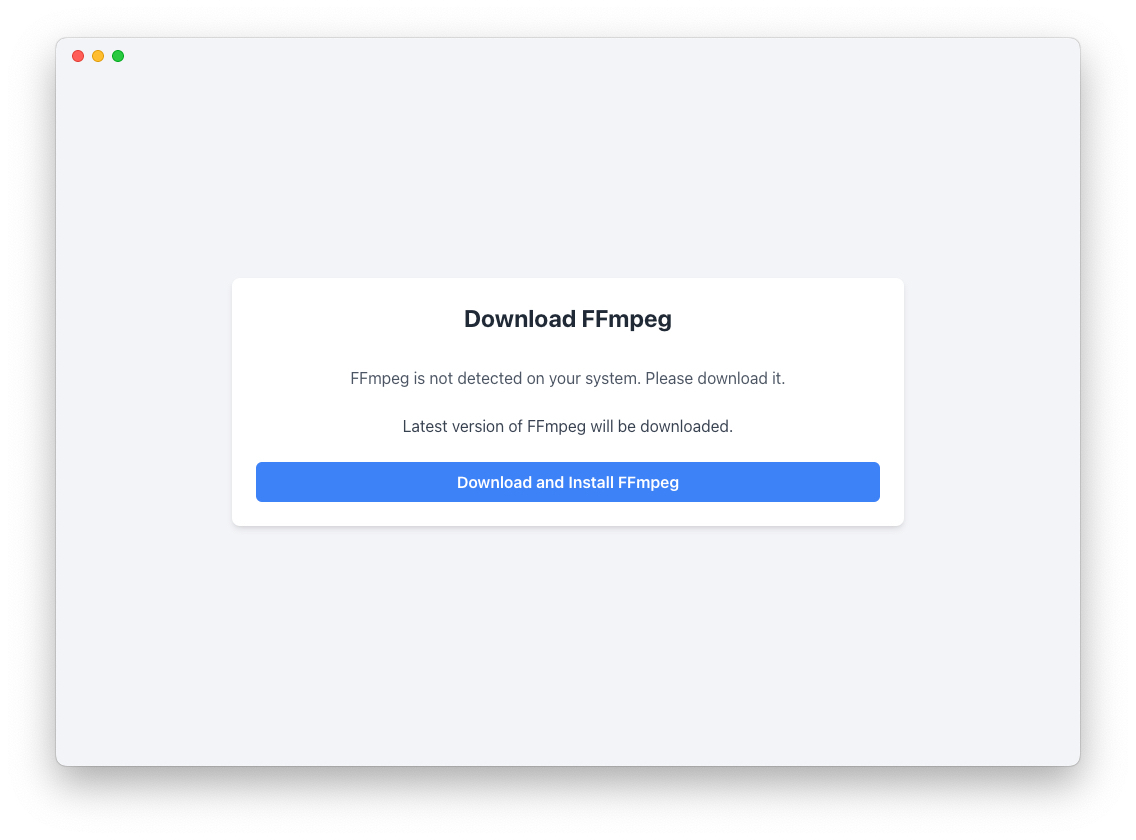 Download FFmpeg
FFmpeg is not detected on your system. Please download it.
Latest version of FFmpeg will be downloaded.
Download and Install FFmpeg